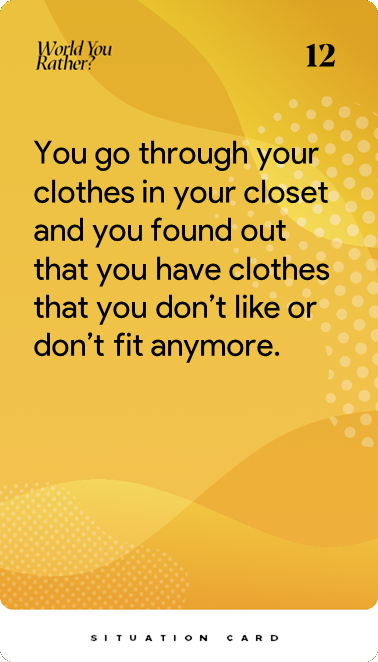 World You
Rather?
12
You go through your
clothes in your closet
and you found out
that you have clothes
that you don’t like or
don’t fit anymore.
SITUATION CARD